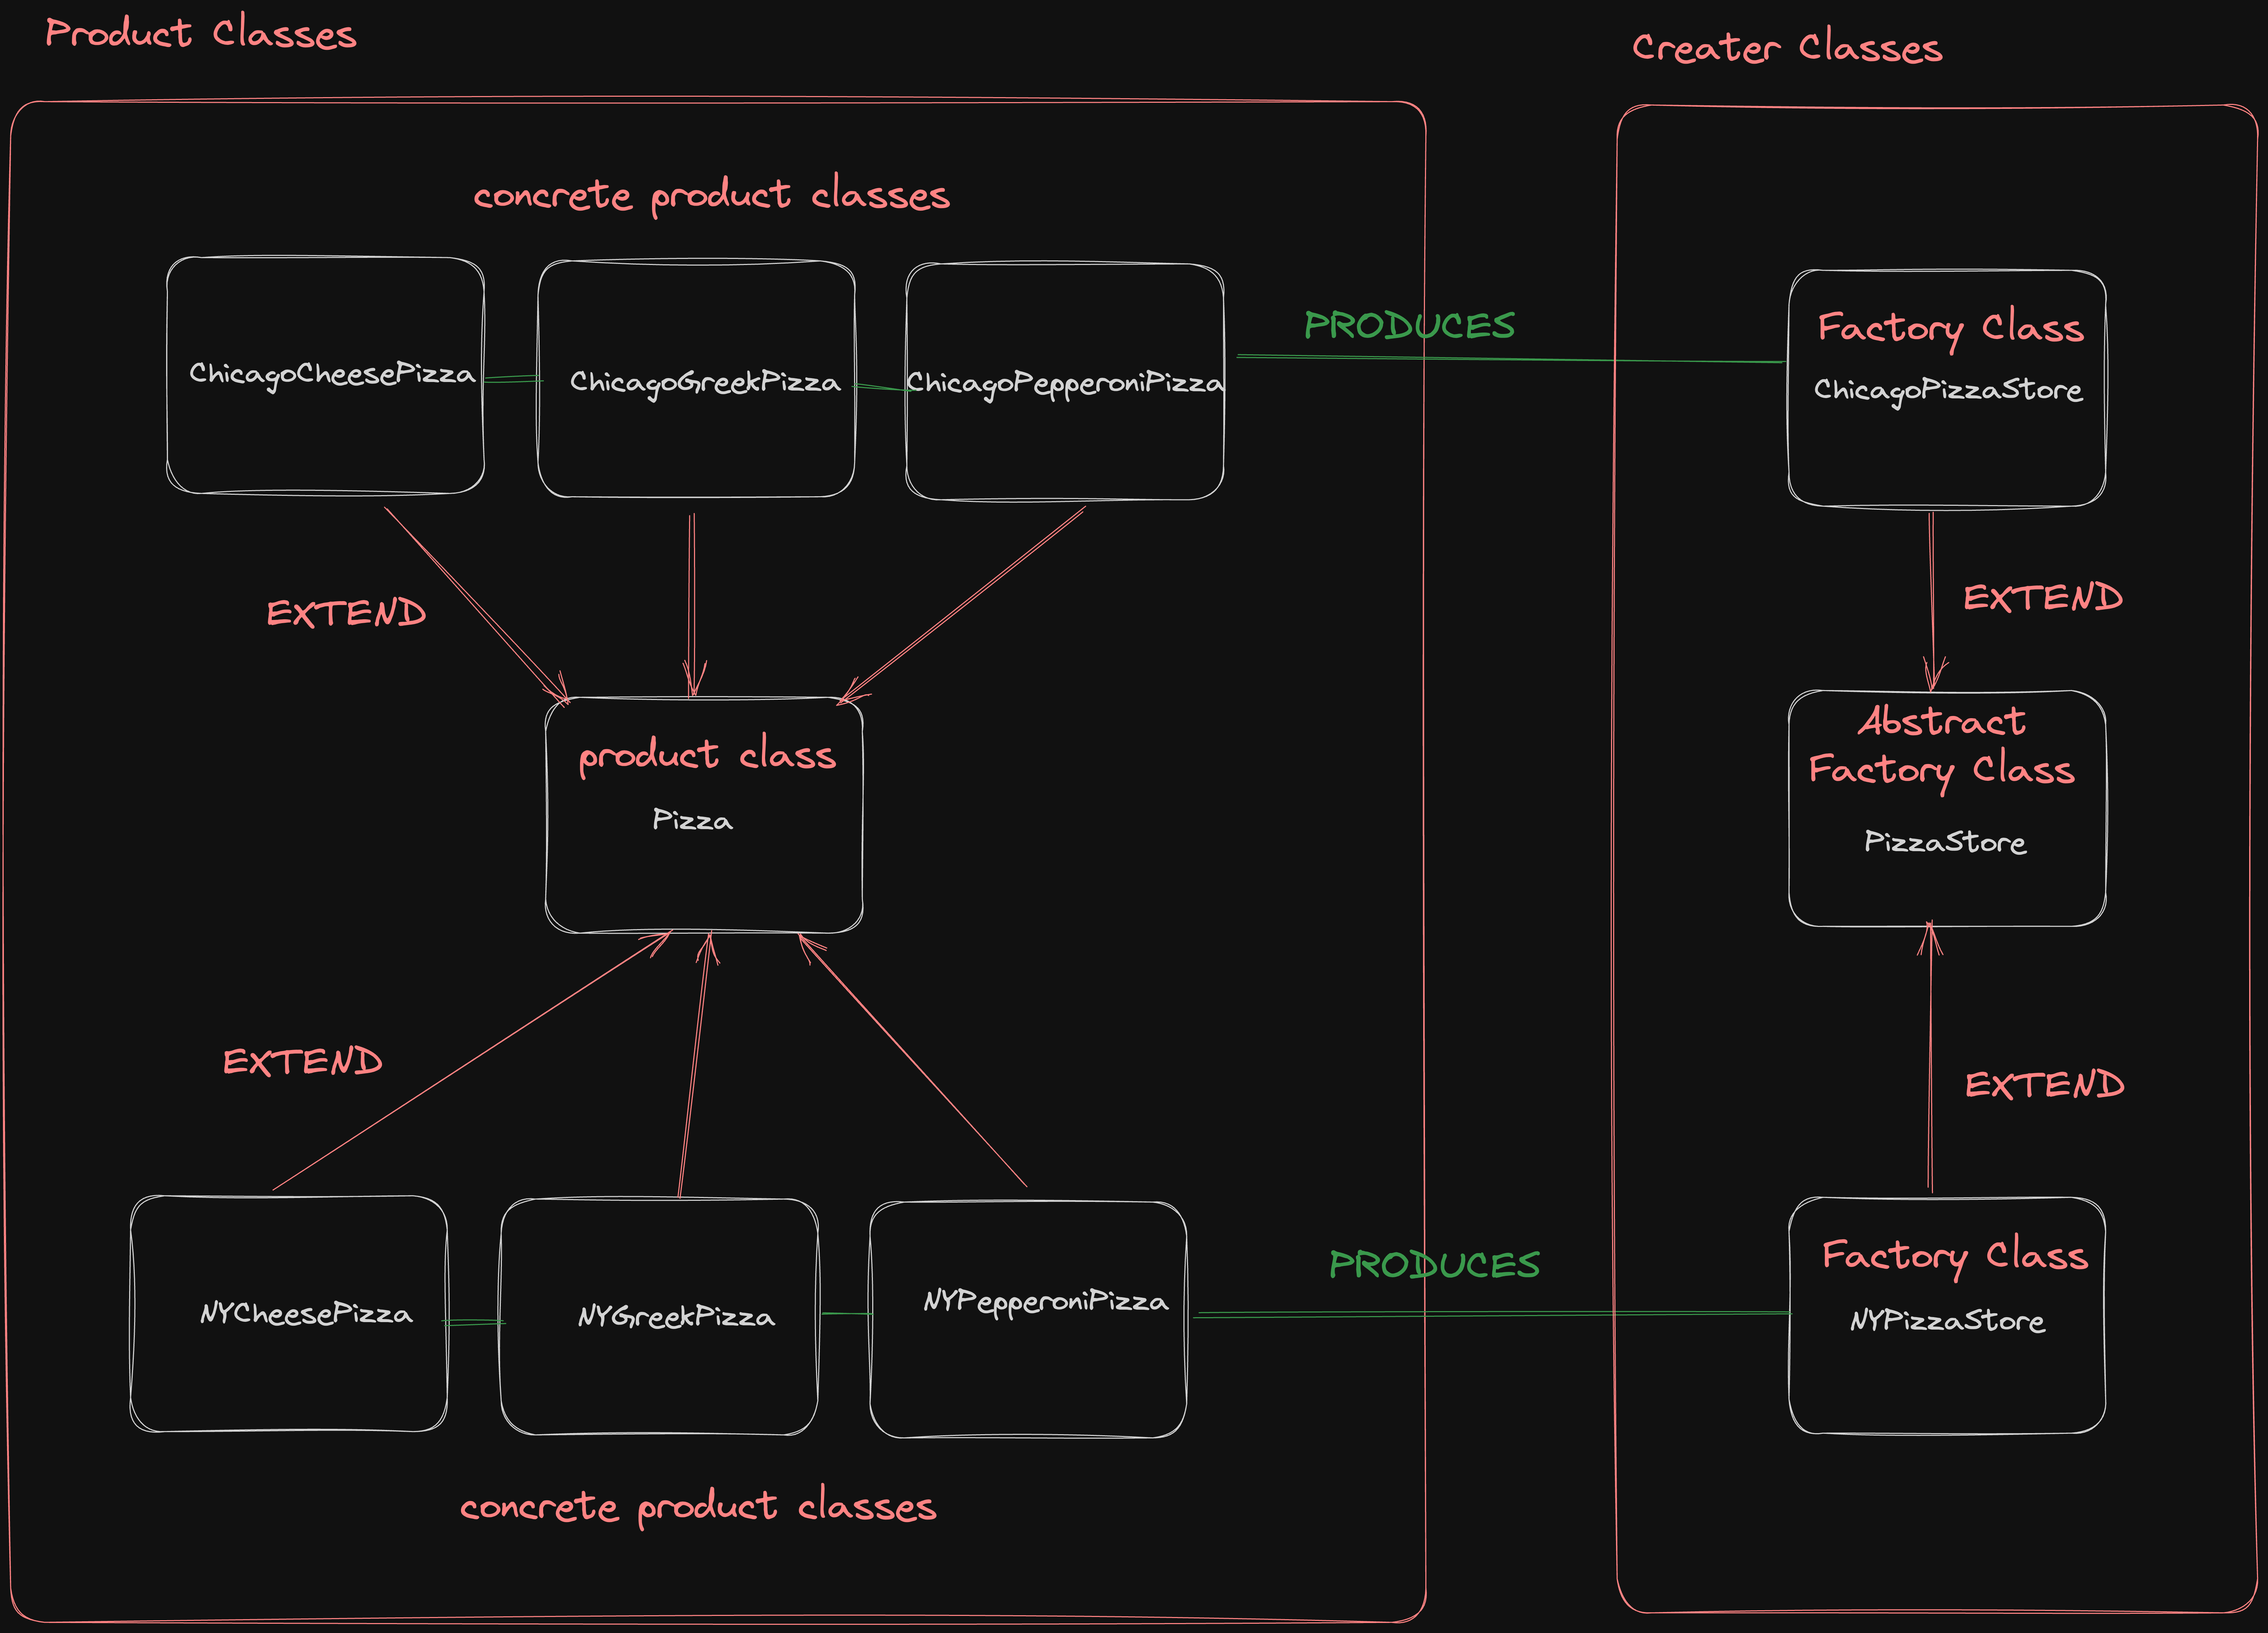 Product Classes
Creater Classes
concrete product classes
ChicagoCheesePizza
ChicagoGreekPizza
ChicagoPepperoniPizza
PRODUCES
Factory Class
ChicagoPizzaStore
EXTEND
EXTEND
product class
Pizza
Abstract
Factory Class
PizzaStore
EXTEND
EXTEND
NYCheesePizza
NYGreekPizza
NYPepperoniPizza
PRODUCES
Factory Class
NYPizzaStore
concrete product classes